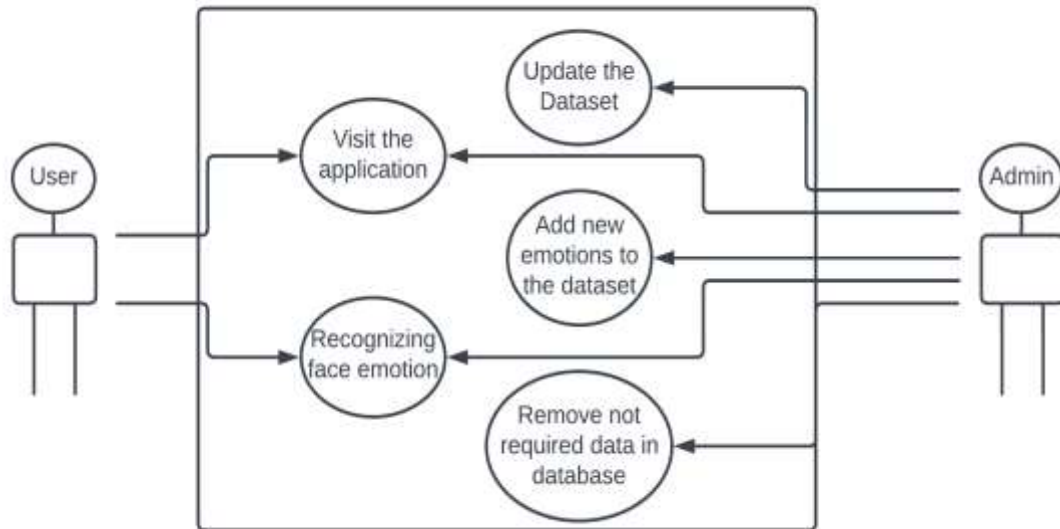 Update the
Dataset
Visit the
application
User
Admin
Add new
emotions to
the dataset
Recognizing
face emotion
Remove not
required data in
database